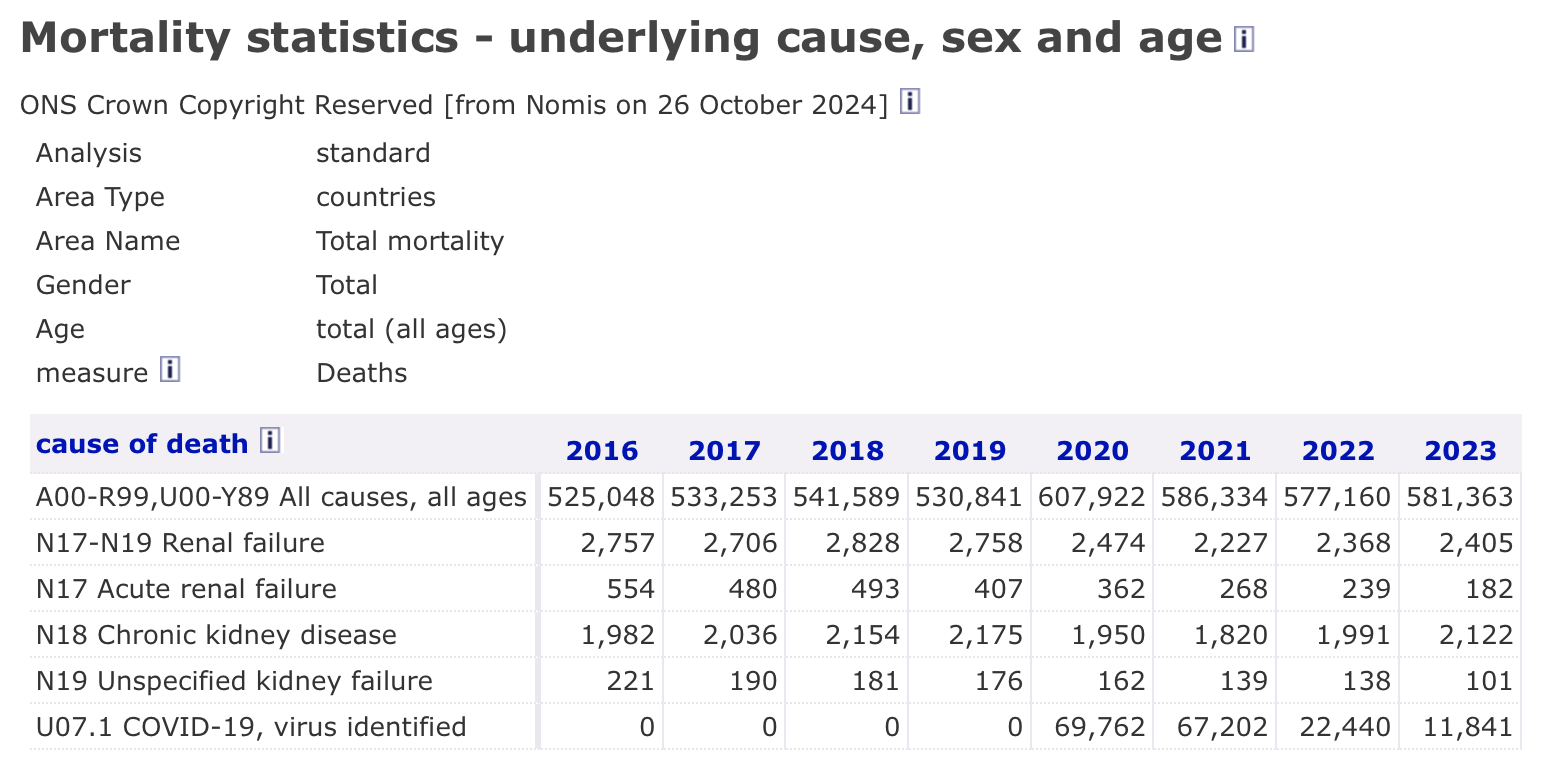 Mortality statistics - underlying cause, sex and age i
ONS Crown Copyright Reserved [from Nomis on 26 October 2024] i
Analysis standard
Area Type countries
Area Name Total mortality
Gender Total
Age total (all ages)
measure i Deaths
cause of death i 2016 2017 2018 2019 2020 2021 2022 2023
A00-R99,U00-Y89 All causes, all ages 525,048 533,253 541,589 530,841 607,922 586,334 577,160 581,363
N17-N19 Renal failure 2,757 2,706 2,828 2,758 2,474 2,227 2,368 2,405
N17 Acute renal failure 554 480 493 407 362 268 239 182
N18 Chronic kidney disease 1,982 2,036 2,154 2,175 1,950 1,820 1,991 2,122
N19 Unspecified kidney failure 221 190 181 176 162 139 138 101
U07.1 COVID-19, virus identified 0 0 0 0 69,762 67,202 22,440 11,841